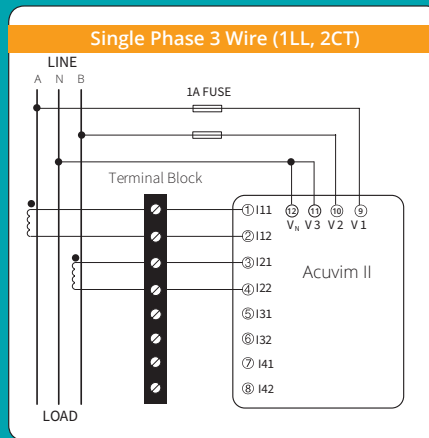 Single Phase 3 Wire (1LL, 2CT)
LINE
A N B
1A FUSE
Terminal Block
① I11
② I12
③ I21
④ I22
⑤ I31
⑥ I32
⑦ I41
⑧ I42
⑫ ⑪ ⑩ ⑨
VN V3 V2 V1
Acuvim II
LOAD